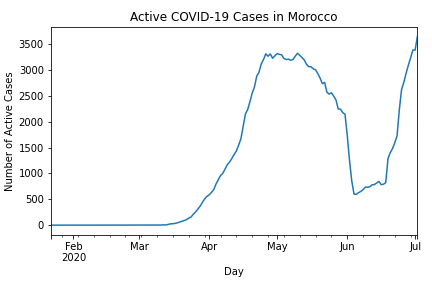 Active COVID-19 Cases in Morocco
Number of Active Cases
3500
3000
2500
2000
1500
1000
500
0
Feb
2020
Mar
Apr
May
Jun
Jul
Day